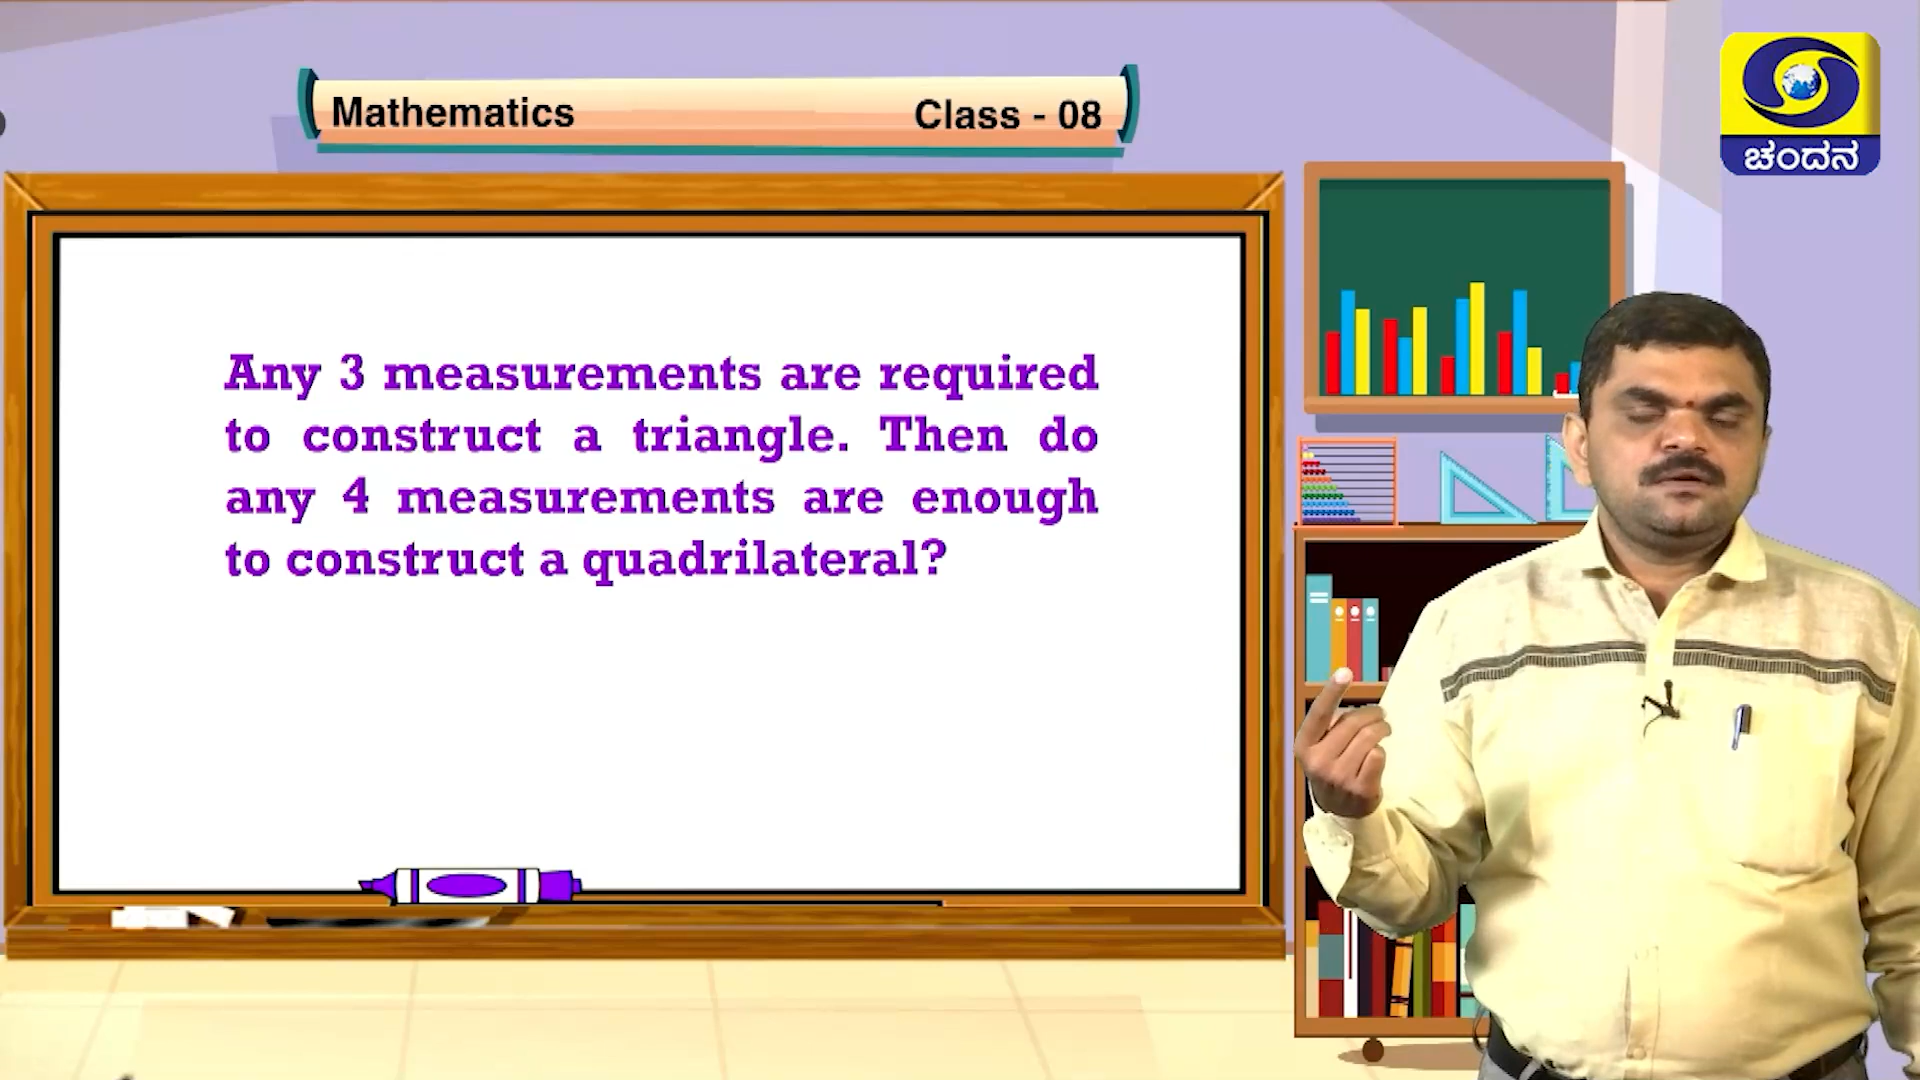 Mathematics Class - 08
ಚಂದನ
Any 3 measurements are required
to construct a triangle. Then do
any 4 measurements are enough
to construct a quadrilateral?